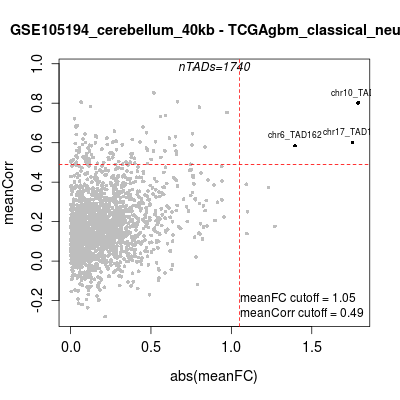 GSE105194_cerebellum_40kb - TCGAgbm_classical_neu
nTADs=1740
chr10_TAD
chr6_TAD162
chr17_TAD1
meanFC cutoff = 1.05
meanCorr cutoff = 0.49
meanCorr
1.0
0.8
0.6
0.4
0.2
0.0
-0.2
0.0 0.5 1.0 1.5
abs(meanFC)